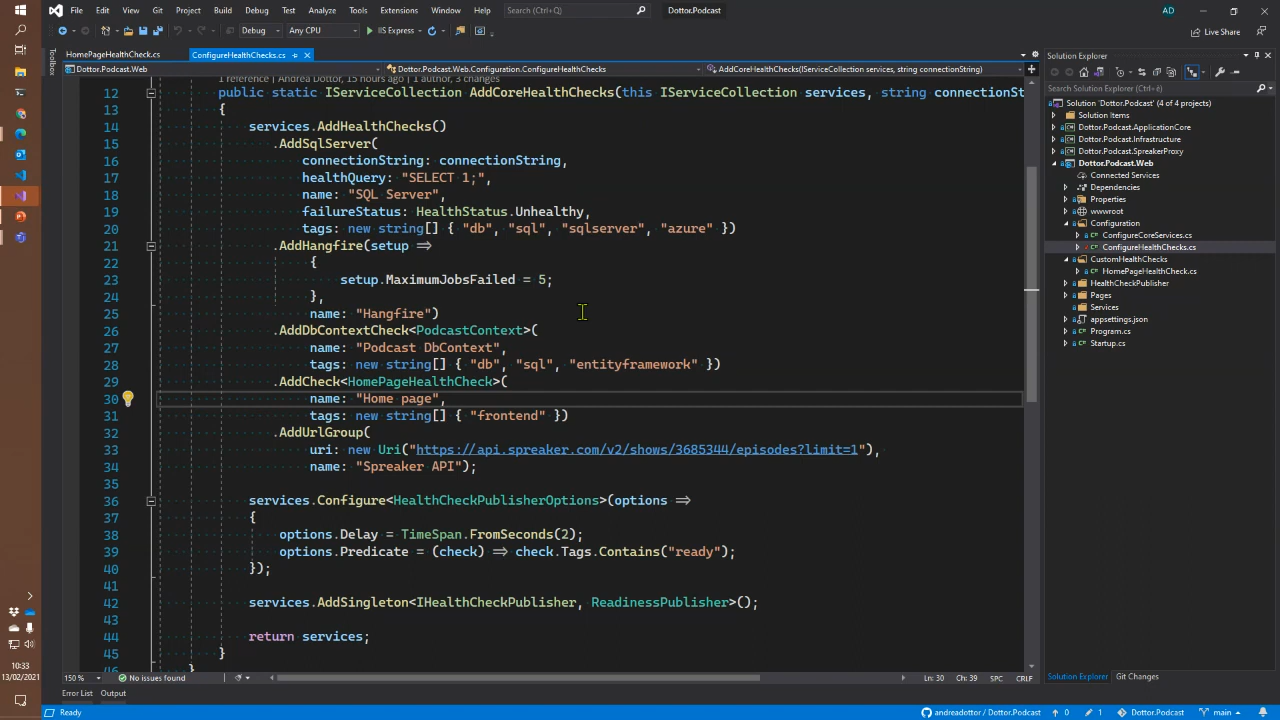 File Edit View Git Project Build Debug Test Analyze Tools Extensions Window Help Search (Ctrl+Q) Dottor.Podcast AD
Debug Any CPU IIS Express Live Share
HomePageHealthCheck.cs ConfigureHealthChecks.cs
Solution Explorer
Toolbox
Dottor.Podcast.Web Dottor.Podcast.Web.Configuration.ConfigureHealthChecks AddCoreHealthChecks(IServiceCollection services, string connectionString)
1 reference | Andrea Dottor, 15 hours ago | 1 author, 3 changes
12 public static IServiceCollection AddCoreHealthChecks(this IServiceCollection services, string connectionSt
13 {
14 services.AddHealthChecks()
15 .AddSqlServer(
16 connectionString: connectionString,
17 healthQuery: "SELECT 1;",
18 name: "SQL Server",
19 failureStatus: HealthStatus.Unhealthy,
20 tags: new string[] { "db", "sql", "sqlserver", "azure" })
21 .AddHangfire(setup =>
22 {
23 setup.MaximumJobsFailed = 5;
24 },
25 name: "Hangfire")
26 .AddDbContextCheck<PodcastContext>(
27 name: "Podcast DbContext",
28 tags: new string[] { "db", "sql", "entityframework" })
29 .AddCheck<HomePageHealthCheck>(
30 name: "Home page",
31 tags: new string[] { "frontend" })
32 .AddUrlGroup(
33 uri: new Uri("https://api.spreaker.com/v2/shows/3685344/episodes?limit=1"),
34 name: "Spreaker API");
35
36 services.Configure<HealthCheckPublisherOptions>(options =>
37 {
38 options.Delay = TimeSpan.FromSeconds(2);
39 options.Predicate = (check) => check.Tags.Contains("ready");
40 });
41
42 services.AddSingleton<IHealthCheckPublisher, ReadinessPublisher>();
43
44 return services;
45 }
46 }
Search Solution Explorer (Ctrl+è)
Solution 'Dottor.Podcast' (4 of 4 projects)
Solution Items
Dottor.Podcast.ApplicationCore
Dottor.Podcast.Infrastructure
Dottor.Podcast.SpreakerProxy
Dottor.Podcast.Web
Connected Services
Dependencies
Properties
wwwroot
Configuration
ConfigureCoreServices.cs
ConfigureHealthChecks.cs
CustomHealthChecks
HomePageHealthCheck.cs
HealthCheckPublisher
Pages
Services
appsettings.json
Program.cs
Startup.cs
150 % No issues found Ln: 30 Ch: 39 SPC CRLF
Solution Explorer Git Changes
Error List Output
Ready andreadottor / Dottor.Podcast 0 1 Dottor.Podcast main
10:33
13/02/2021